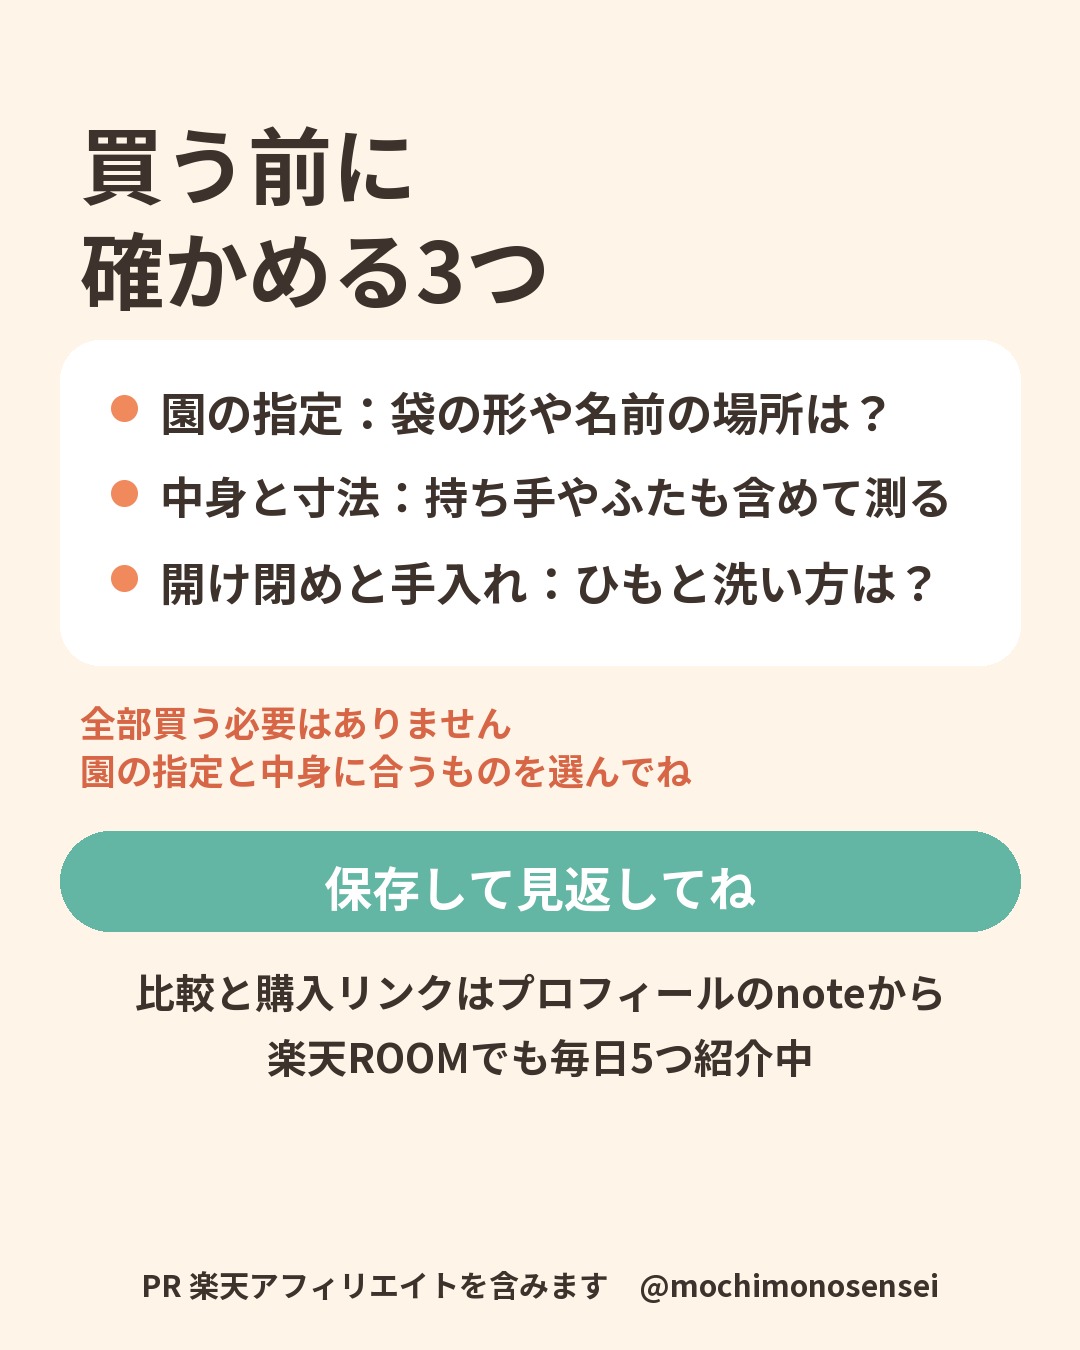 買う前に
確かめる3つ
園の指定：袋の形や名前の場所は？
中身と寸法：持ち手やふたも含めて測る
開け閉めと手入れ：ひもと洗い方は？
全部買う必要はありません
園の指定と中身に合うものを選んでね
保存して見返してね
比較と購入リンクはプロフィールのnoteから
楽天ROOMでも毎日5つ紹介中
PR 楽天アフィリエイトを含みます　@mochimonosensei